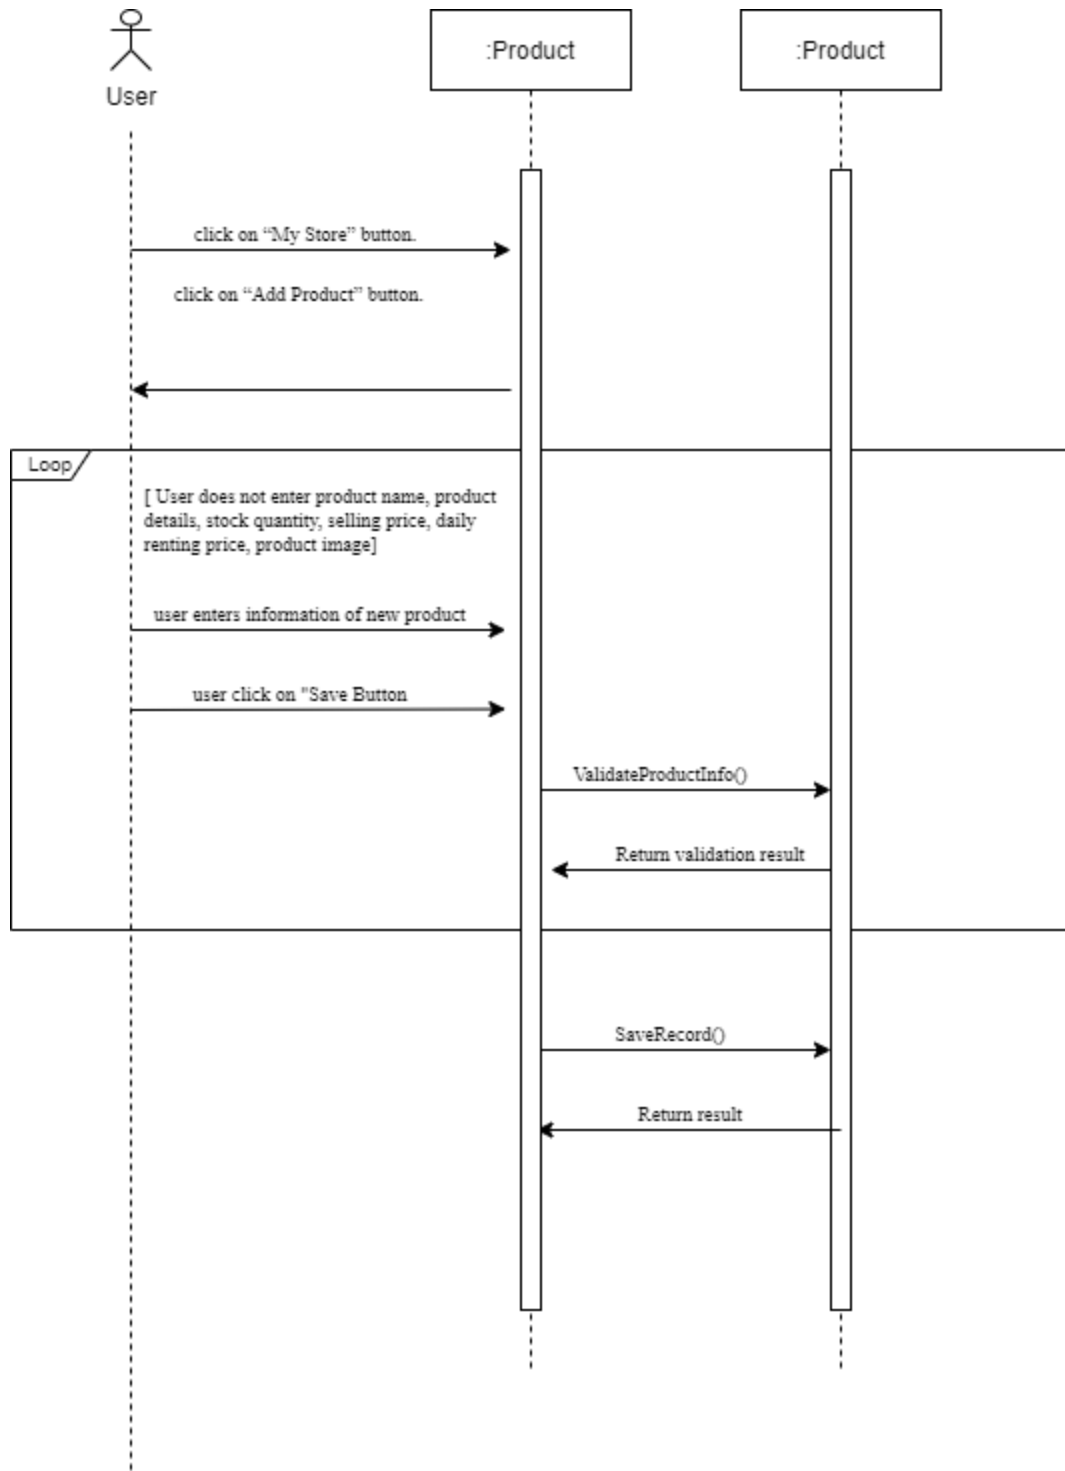 User
:Product
:Product
click on “My Store” button.
click on “Add Product” button.
Loop
[ User does not enter product name, product
details, stock quantity, selling price, daily
renting price, product image]
user enters information of new product
user click on "Save Button
ValidateProductInfo()
Return validation result
SaveRecord()
Return result